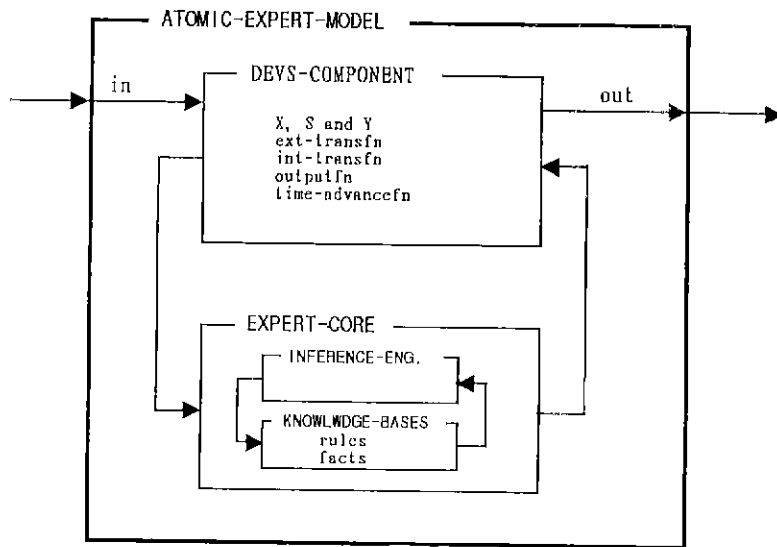 ATOMIC-EXPERT-MODEL
DEVS-COMPONENT
in
out
X, S and Y
ext-transfn
int-transfn
outputfn
time-advancefn
EXPERT-CORE
INFERENCE-ENG.
KNOWLWDGE-BASES
rules
facts